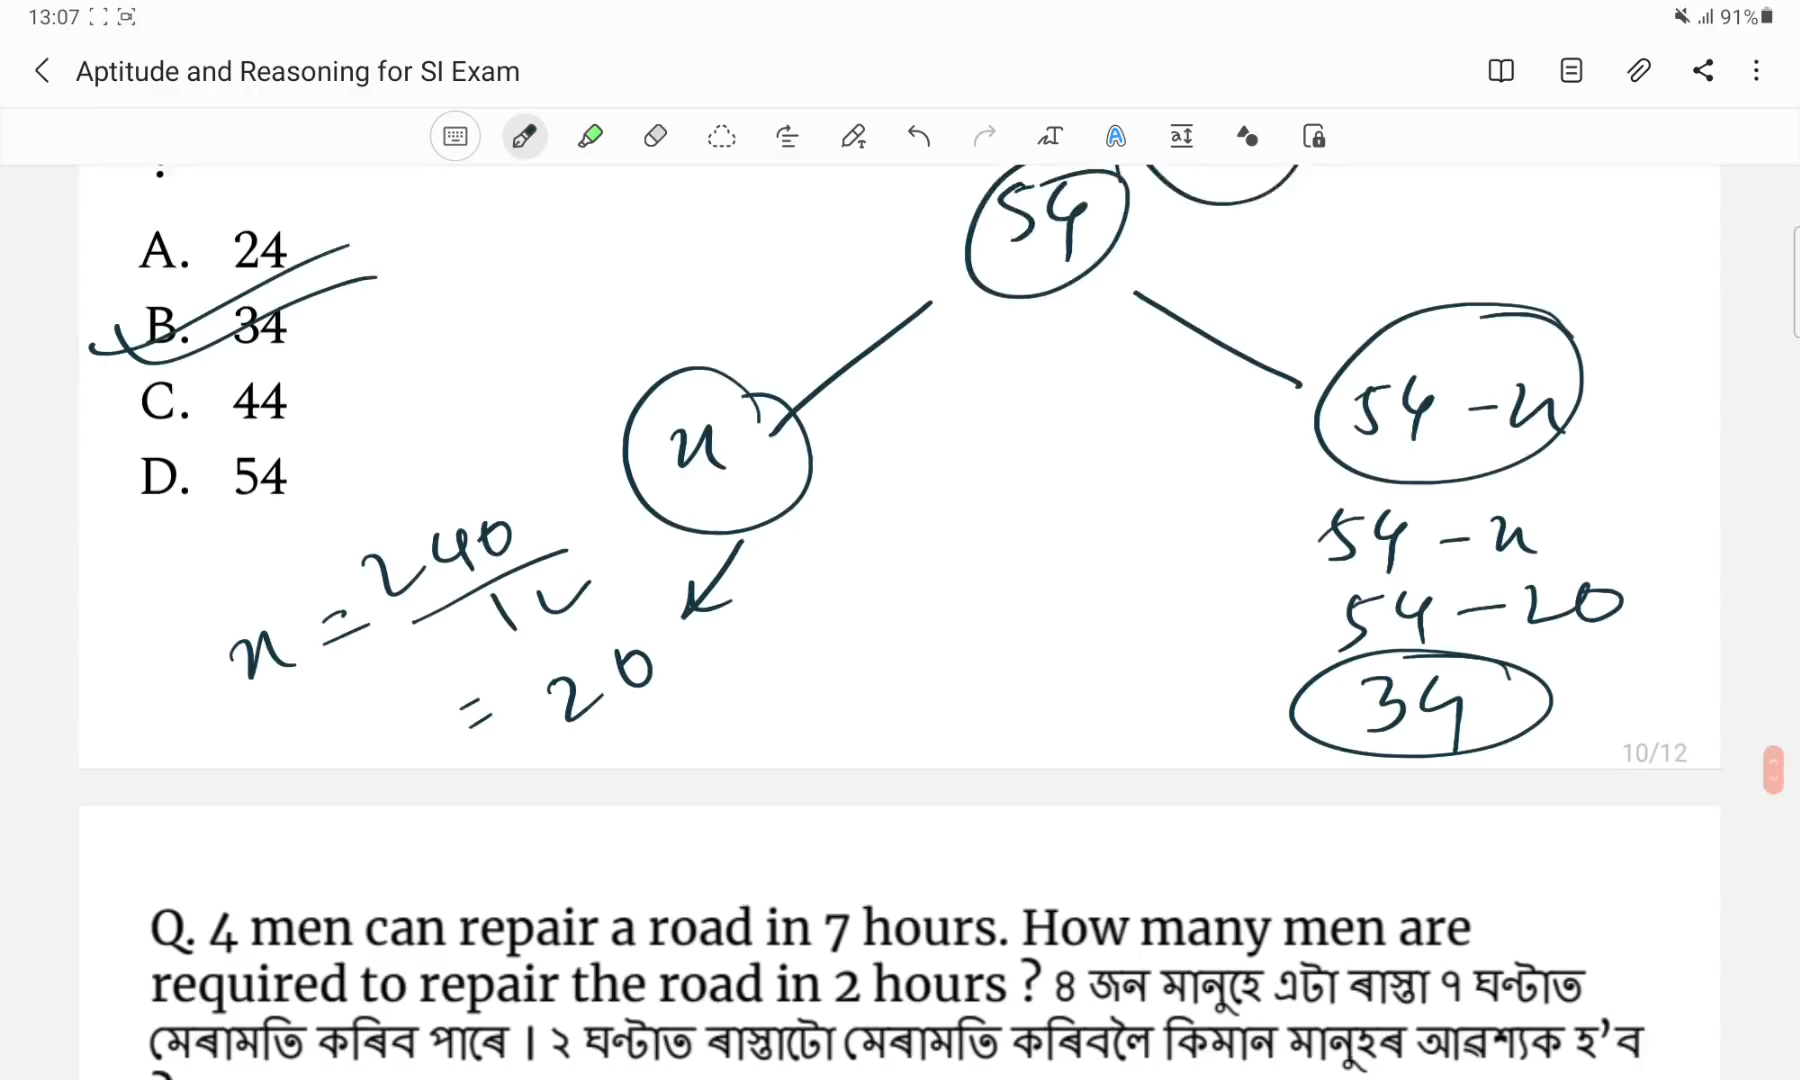 13:07
91%
Aptitude and Reasoning for SI Exam
?
A. 24
B. 34
C. 44
D. 54
54
x
54 - x
x = 240/12
= 20
54 - x
54 - 20
34
10/12
Q. 4 men can repair a road in 7 hours. How many men are
required to repair the road in 2 hours ? ৪ জন মানুহে এটা ৰাস্তা ৭ ঘণ্টাত
মেৰামতি কৰিব পাৰে । ২ ঘণ্টাত ৰাস্তাটো মেৰামতি কৰিবলৈ কিমান মানুহৰ আৱশ্যক হ’ব